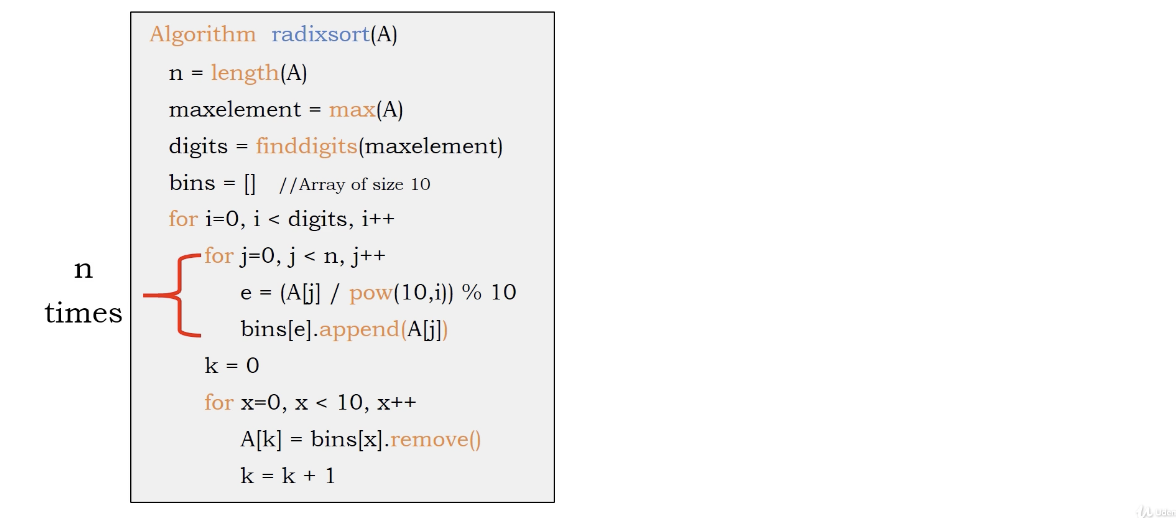 Algorithm radixsort(A)
n = length(A)
maxelement = max(A)
digits = finddigits(maxelement)
bins = [] //Array of size 10
for i=0, i < digits, i++
for j=0, j < n, j++
e = (A[j] / pow(10,i)) % 10
bins[e].append(A[j])
k = 0
for x=0, x < 10, x++
A[k] = bins[x].remove()
k = k + 1
n
times